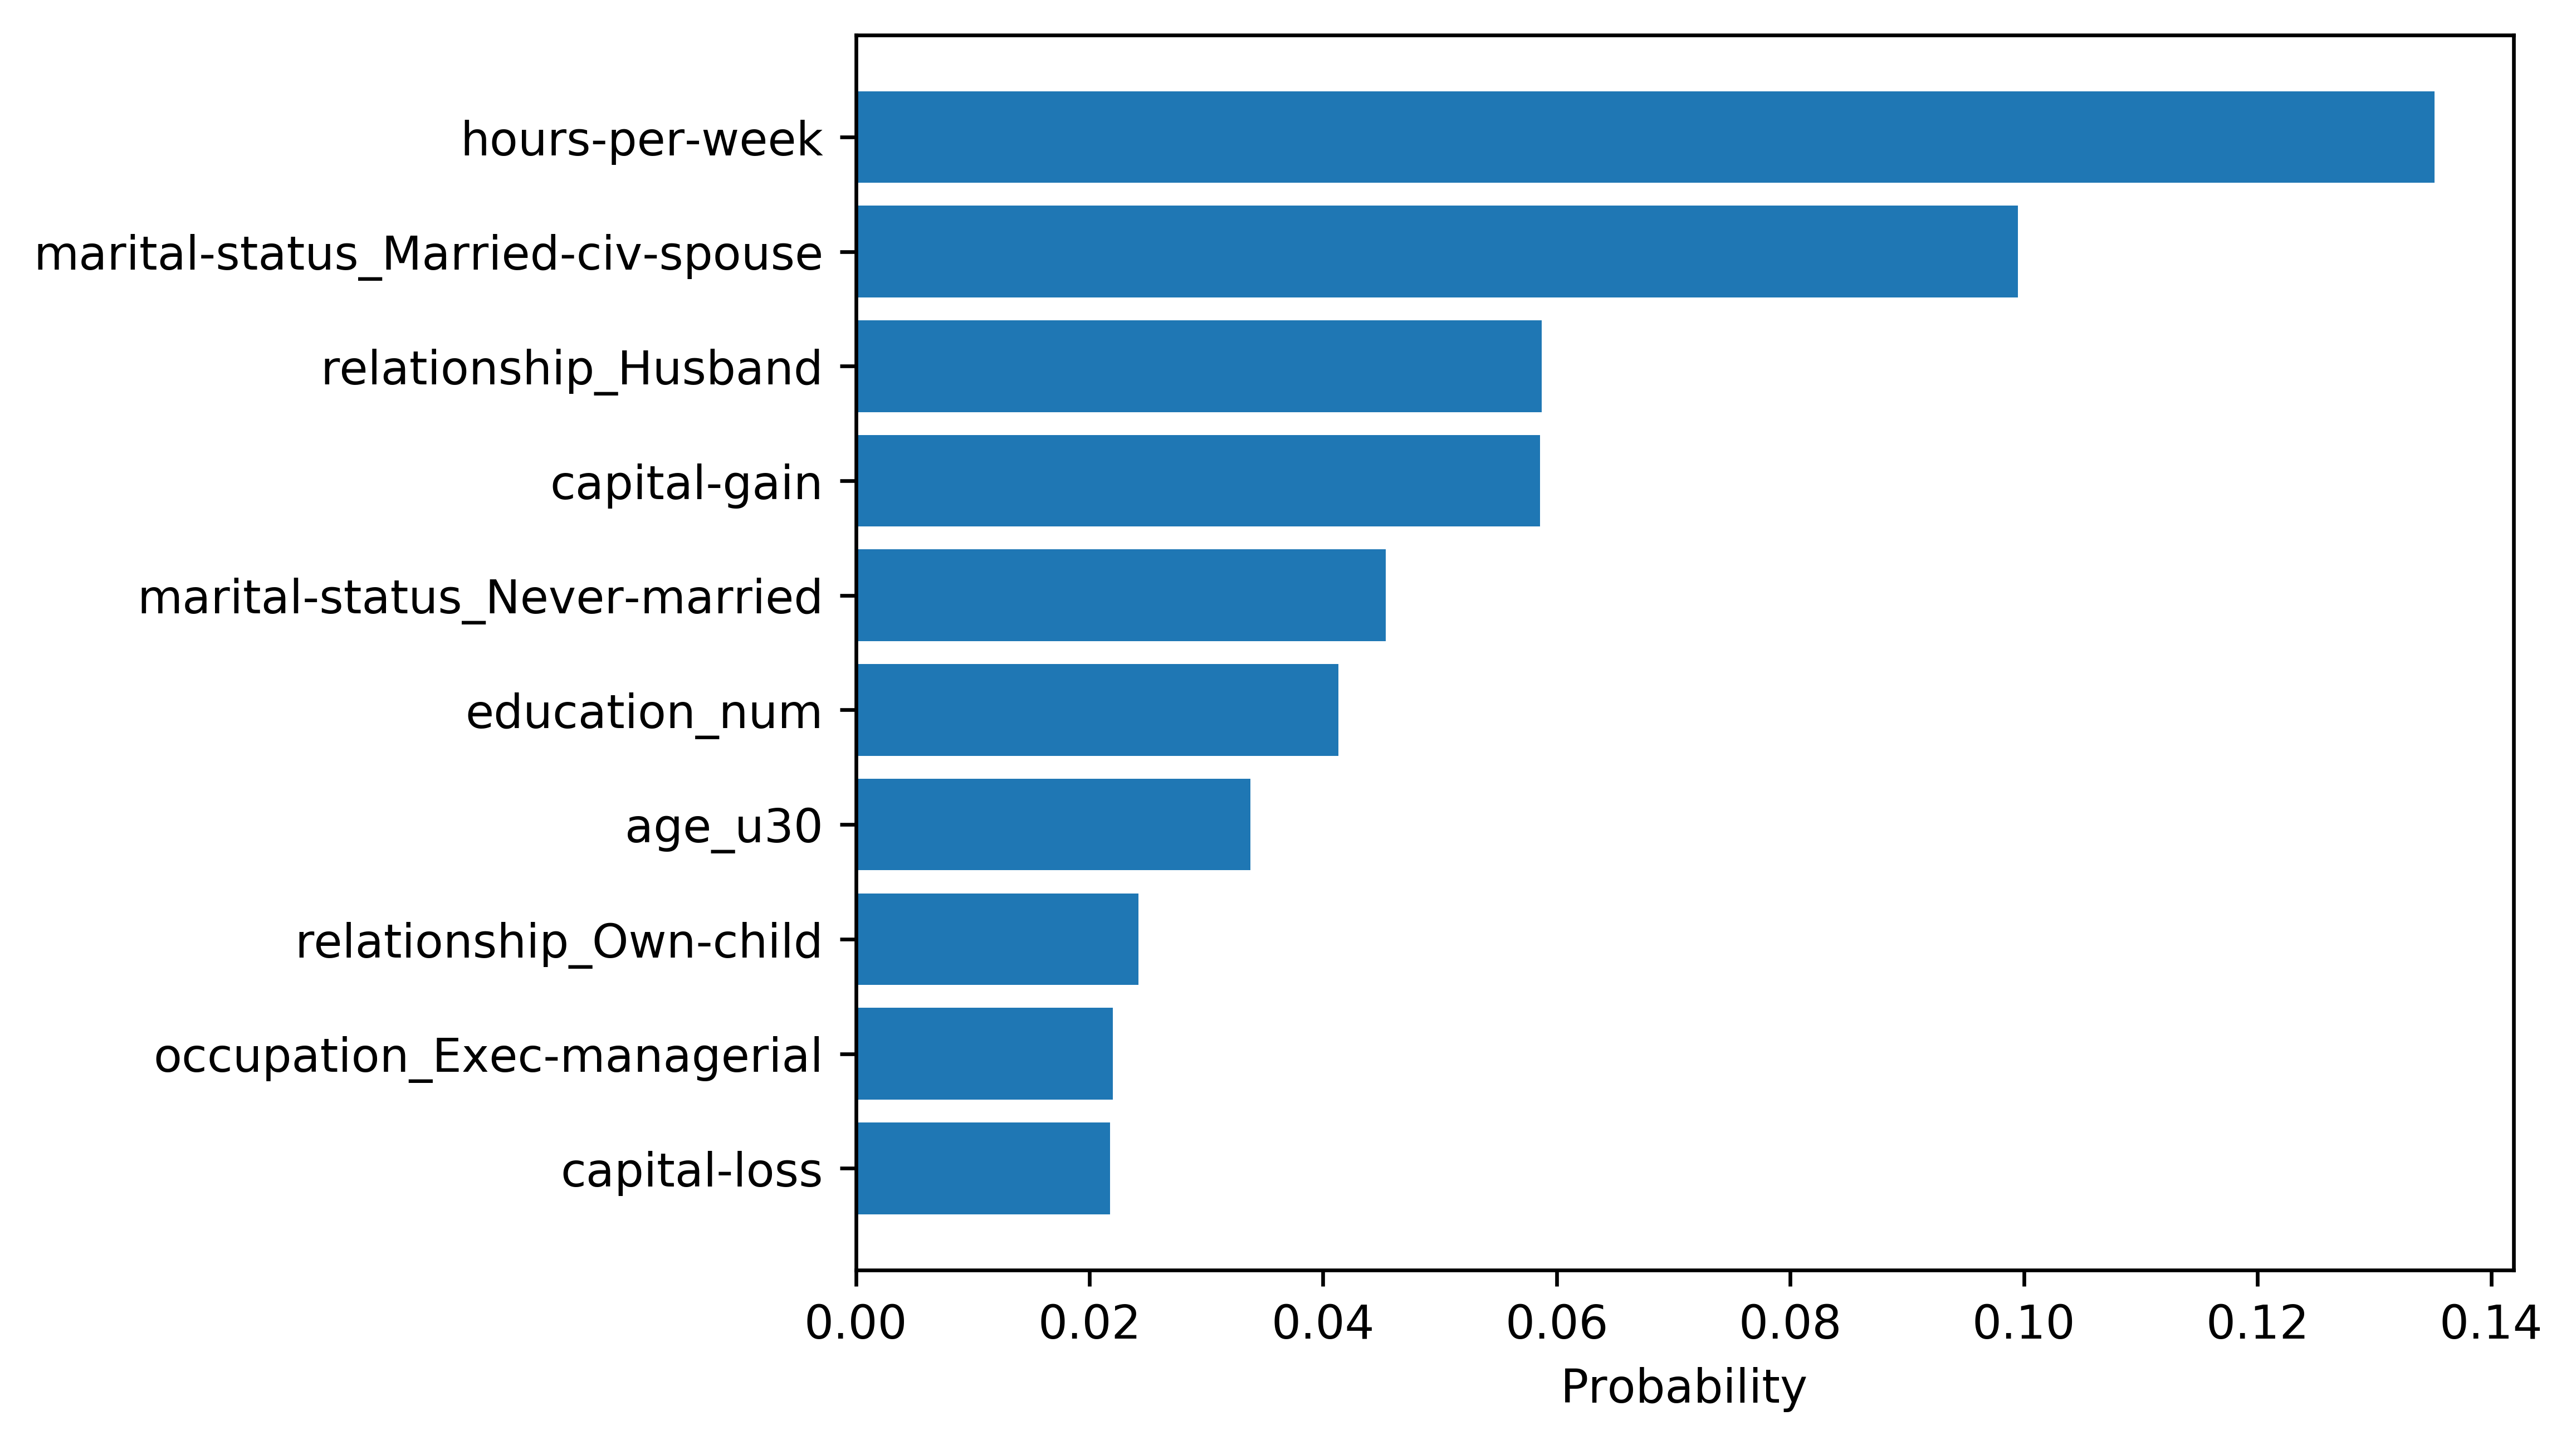 hours-per-week
marital-status_Married-civ-spouse
relationship_Husband
capital-gain
marital-status_Never-married
education_num
age_u30
relationship_Own-child
occupation_Exec-managerial
capital-loss
0.00 0.02 0.04 0.06 0.08 0.10 0.12 0.14
Probability